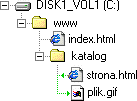 DISK1_VOL1 (C:)
www
index.html
katalog
strona.html
plik.gif